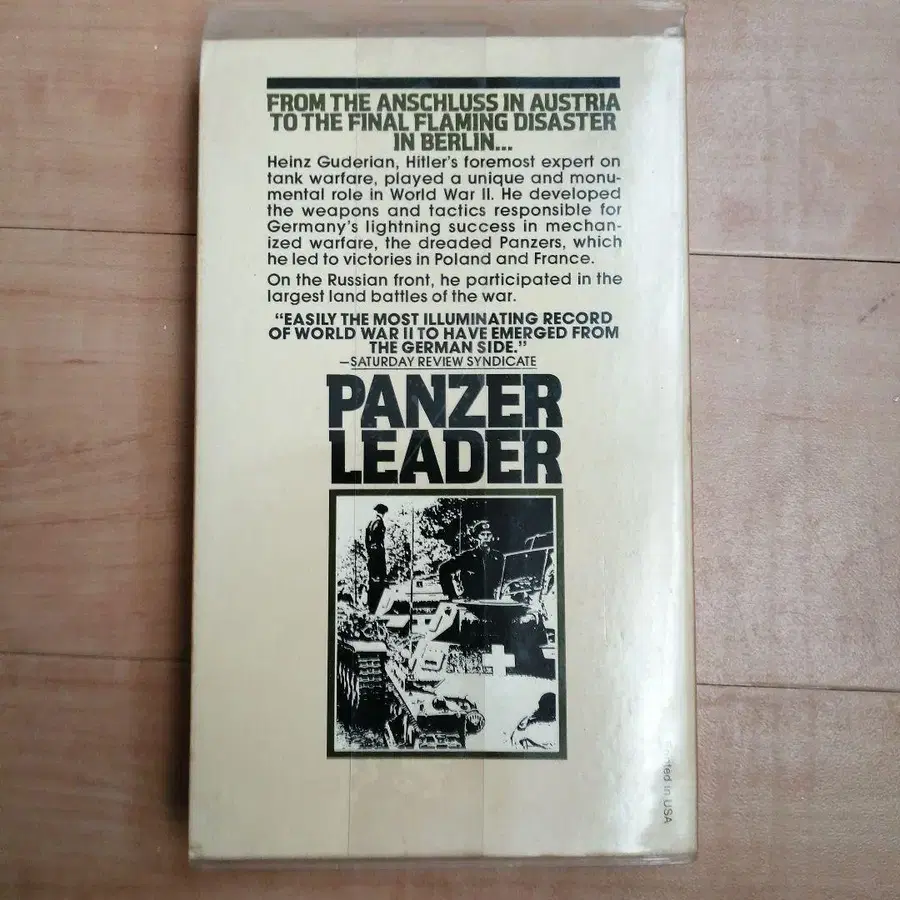 FROM THE ANSCHLUSS IN AUSTRIA
TO THE FINAL FLAMING DISASTER
IN BERLIN...
Heinz Guderian, Hitler's foremost expert on
tank warfare, played a unique and monu-
mental role in World War II. He developed
the weapons and tactics responsible for
Germany's lightning success in mechan-
ized warfare, the dreaded Panzers, which
he led to victories in Poland and France.
On the Russian front, he participated in the
largest land battles of the war.
"EASILY THE MOST ILLUMINATING RECORD
OF WORLD WAR II TO HAVE EMERGED FROM
THE GERMAN SIDE."
—SATURDAY REVIEW SYNDICATE
PANZER
LEADER
in USA